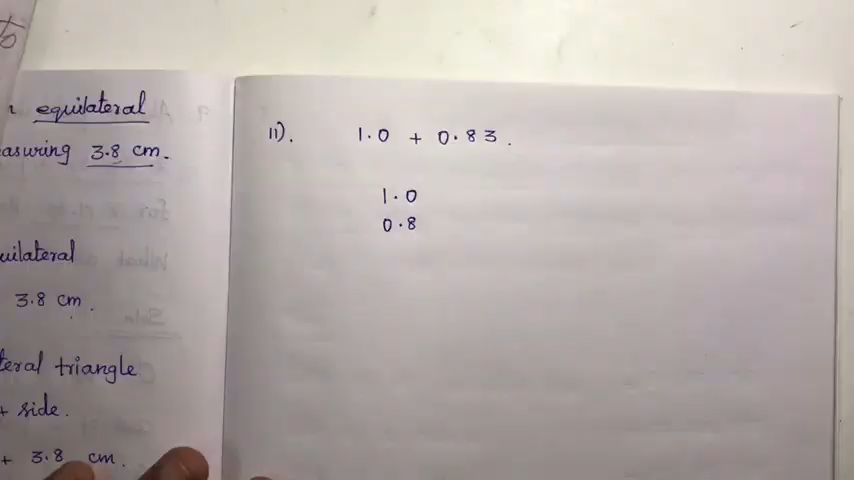 equilateral
asuring 3.8 cm.
uilateral
3.8 cm.
teral triangle
+ side.
+ 3.8 cm.
11). 1.0 + 0.83.
1.0
0.8